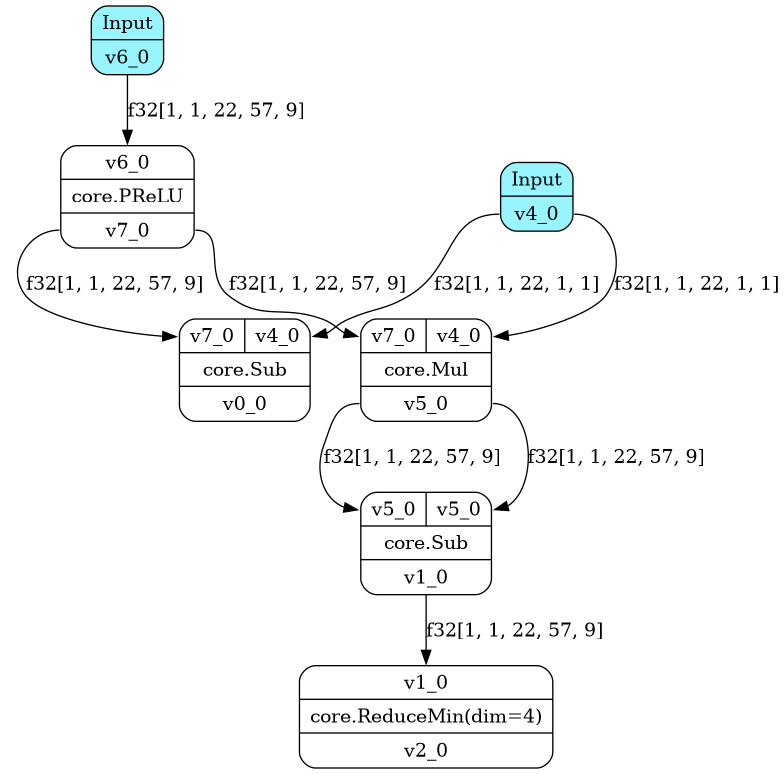 Input
v6_0
f32[1, 1, 22, 57, 9]
v6_0
core.PReLU
v7_0
Input
v4_0
f32[1, 1, 22, 57, 9]
f32[1, 1, 22, 57, 9]
f32[1, 1, 22, 1, 1]
f32[1, 1, 22, 1, 1]
v7_0 v4_0
core.Sub
v0_0
v7_0 v4_0
core.Mul
v5_0
f32[1, 1, 22, 57, 9]
f32[1, 1, 22, 57, 9]
v5_0 v5_0
core.Sub
v1_0
f32[1, 1, 22, 57, 9]
v1_0
core.ReduceMin(dim=4)
v2_0